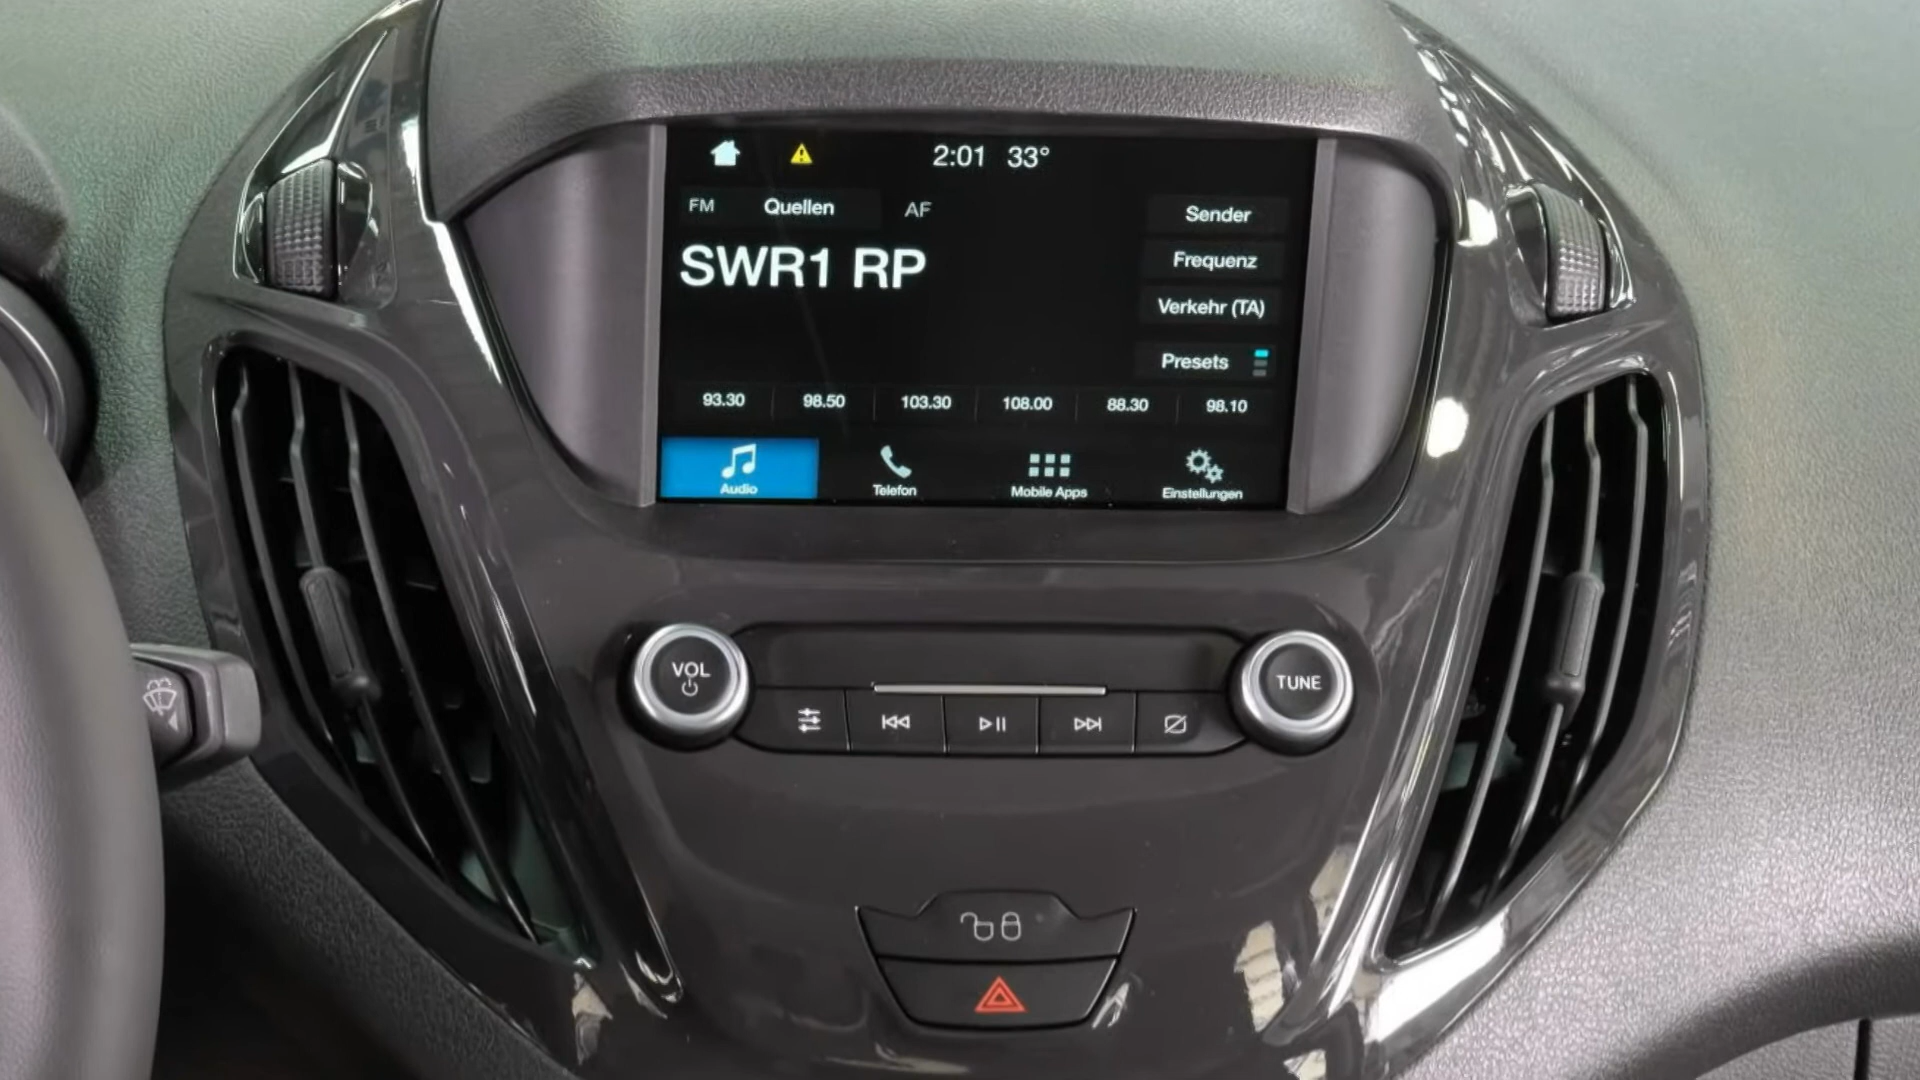 2:01 33°
FM Quellen AF
Sender
SWR1 RP
Frequenz
Verkehr (TA)
Presets
93.30 98.50 103.30 108.00 88.30 98.10
Audio Telefon Mobile Apps Einstellungen
VOL
TUNE